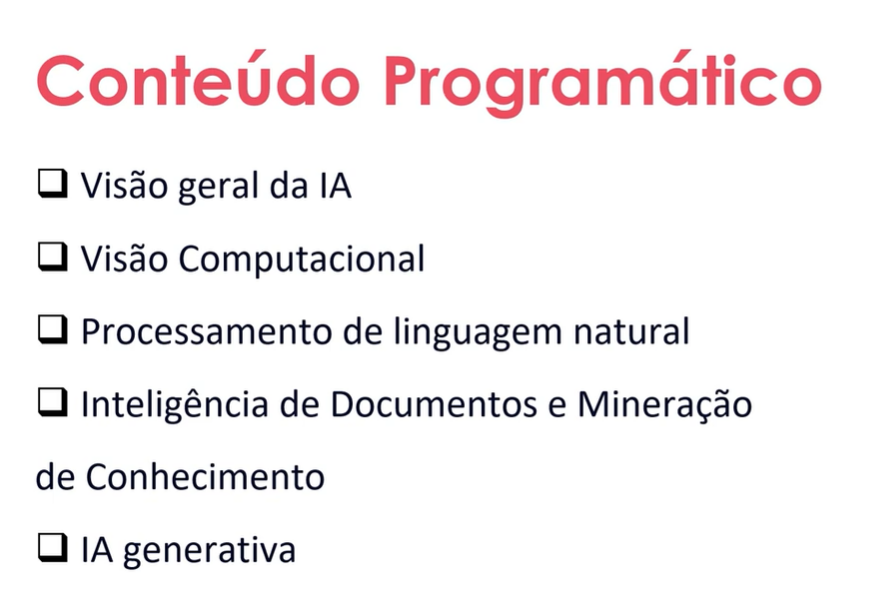 Conteúdo Programático
❑ Visão geral da IA
❑ Visão Computacional
❑ Processamento de linguagem natural
❑ Inteligência de Documentos e Mineração
de Conhecimento
❑ IA generativa